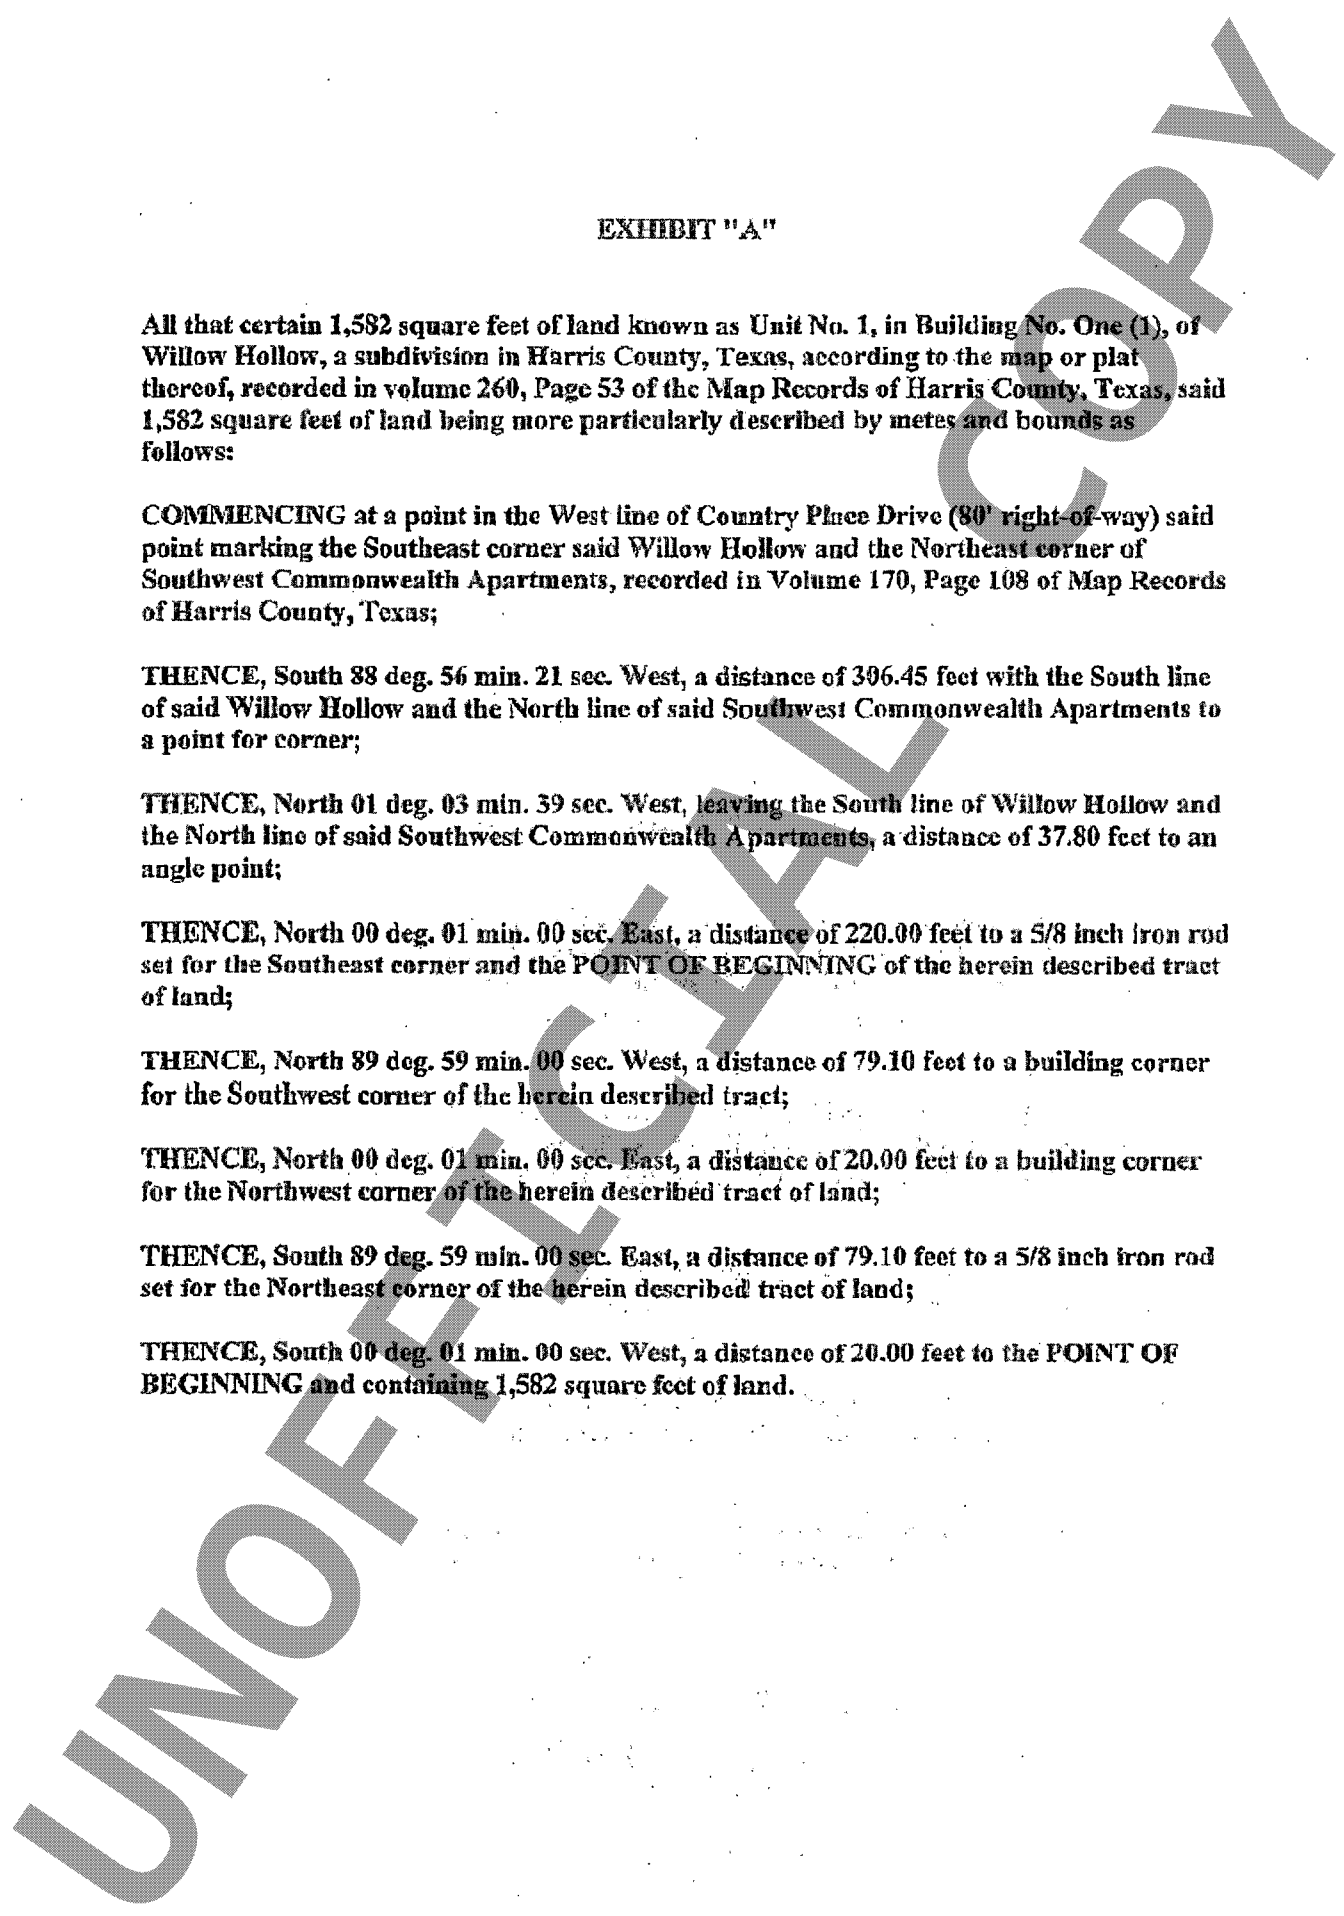 EXHIBIT "A"
All that certain 1,582 square feet of land known as Unit No. 1, in Building No. One (1), of
Willow Hollow, a subdivision in Harris County, Texas, according to the map or plat
thereof, recorded in volume 260, Page 53 of the Map Records of Harris County, Texas, said
1,582 square feet of land being more particularly described by metes and bounds as
follows:
COMMENCING at a point in the West line of Country Place Drive (80' right-of-way) said
point marking the Southeast corner said Willow Hollow and the Northeast corner of
Southwest Commonwealth Apartments, recorded in Volume 170, Page 108 of Map Records
of Harris County, Texas;
THENCE, South 88 deg. 56 min. 21 sec. West, a distance of 306.45 feet with the South line
of said Willow Hollow and the North line of said Southwest Commonwealth Apartments to
a point for corner;
THENCE, North 01 deg. 03 min. 39 sec. West, leaving the South line of Willow Hollow and
the North line of said Southwest Commonwealth Apartments, a distance of 37.80 feet to an
angle point;
THENCE, North 00 deg. 01 min. 00 sec. East, a distance of 220.00 feet to a 5/8 inch iron rod
set for the Southeast corner and the POINT OF BEGINNING of the herein described tract
of land;
THENCE, North 89 deg. 59 min. 00 sec. West, a distance of 79.10 feet to a building corner
for the Southwest corner of the herein described tract;
THENCE, North 00 deg. 01 min. 00 sec. East, a distance of 20.00 feet to a building corner
for the Northwest corner of the herein described tract of land;
THENCE, South 89 deg. 59 min. 00 sec. East, a distance of 79.10 feet to a 5/8 inch iron rod
set for the Northeast corner of the herein described tract of land;
THENCE, South 00 deg. 01 min. 00 sec. West, a distance of 20.00 feet to the POINT OF
BEGINNING and containing 1,582 square feet of land.
UNOFFICIAL COPY